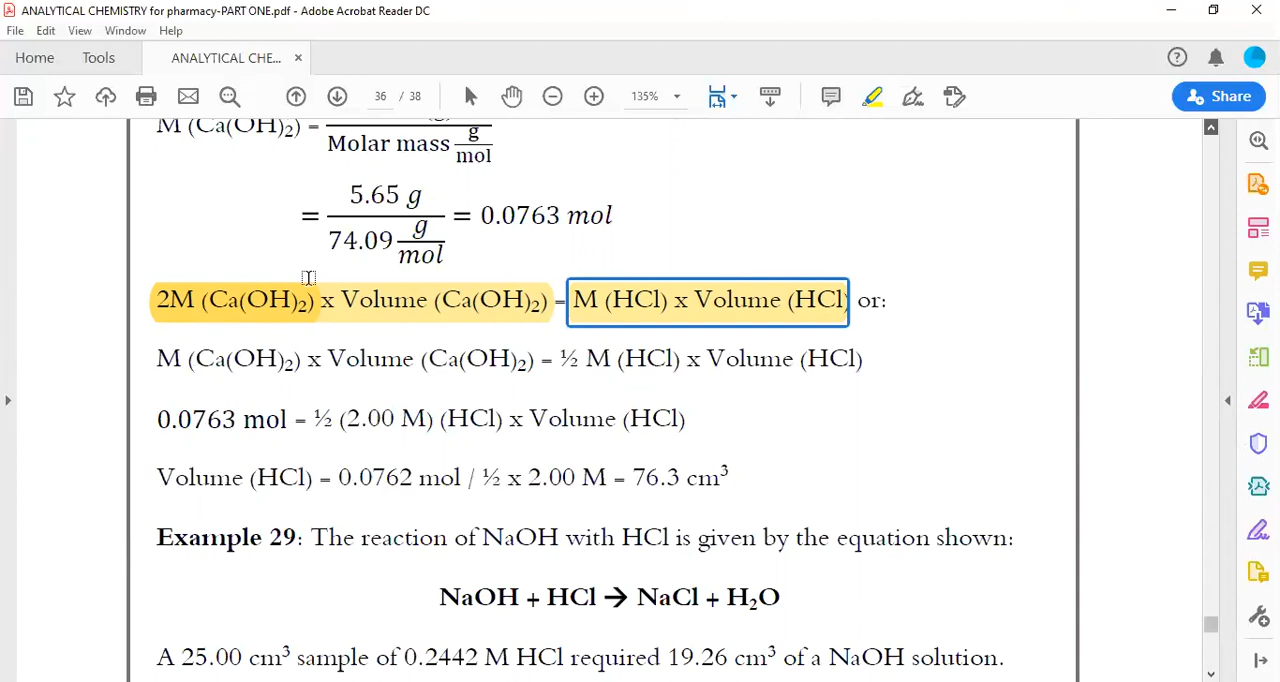 ANALYTICAL CHEMISTRY for pharmacy-PART ONE.pdf - Adobe Acrobat Reader DC
File Edit View Window Help
Home Tools ANALYTICAL CHE... ×
36 / 38 135% Share
M (Ca(OH)₂) =
Molar mass g/mol
= 5.65 g / 74.09 g/mol = 0.0763 mol
2M (Ca(OH)₂) x Volume (Ca(OH)₂) = M (HCl) x Volume (HCl) or:
M (Ca(OH)₂) x Volume (Ca(OH)₂) = ½ M (HCl) x Volume (HCl)
0.0763 mol = ½ (2.00 M) (HCl) x Volume (HCl)
Volume (HCl) = 0.0762 mol / ½ x 2.00 M = 76.3 cm³
Example 29: The reaction of NaOH with HCl is given by the equation shown:
NaOH + HCl → NaCl + H₂O
A 25.00 cm³ sample of 0.2442 M HCl required 19.26 cm³ of a NaOH solution.